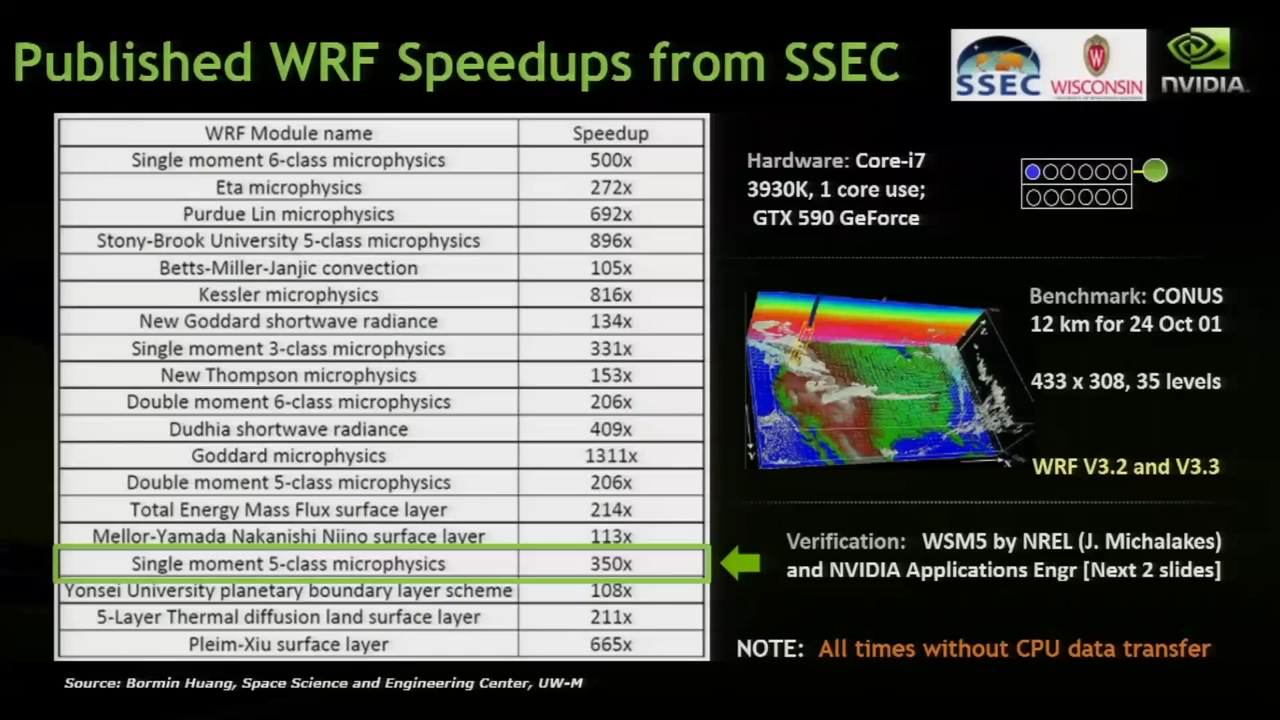 Published WRF Speedups from SSEC
SSEC
WISCONSIN
NVIDIA
WRF Module name Speedup
Single moment 6-class microphysics 500x
Eta microphysics 272x
Purdue Lin microphysics 692x
Stony-Brook University 5-class microphysics 896x
Betts-Miller-Janjic convection 105x
Kessler microphysics 816x
New Goddard shortwave radiance 134x
Single moment 3-class microphysics 331x
New Thompson microphysics 153x
Double moment 6-class microphysics 206x
Dudhia shortwave radiance 409x
Goddard microphysics 1311x
Double moment 5-class microphysics 206x
Total Energy Mass Flux surface layer 214x
Mellor-Yamada Nakanishi Niino surface layer 113x
Single moment 5-class microphysics 350x
Yonsei University planetary boundary layer scheme 108x
5-Layer Thermal diffusion land surface layer 211x
Pleim-Xiu surface layer 665x
Source: Bormin Huang, Space Science and Engineering Center, UW-M
Hardware: Core-i7
3930K, 1 core use;
GTX 590 GeForce
Benchmark: CONUS
12 km for 24 Oct 01
433 x 308, 35 levels
WRF V3.2 and V3.3
Z
Y
X
Verification: WSM5 by NREL (J. Michalakes)
and NVIDIA Applications Engr [Next 2 slides]
NOTE: All times without CPU data transfer